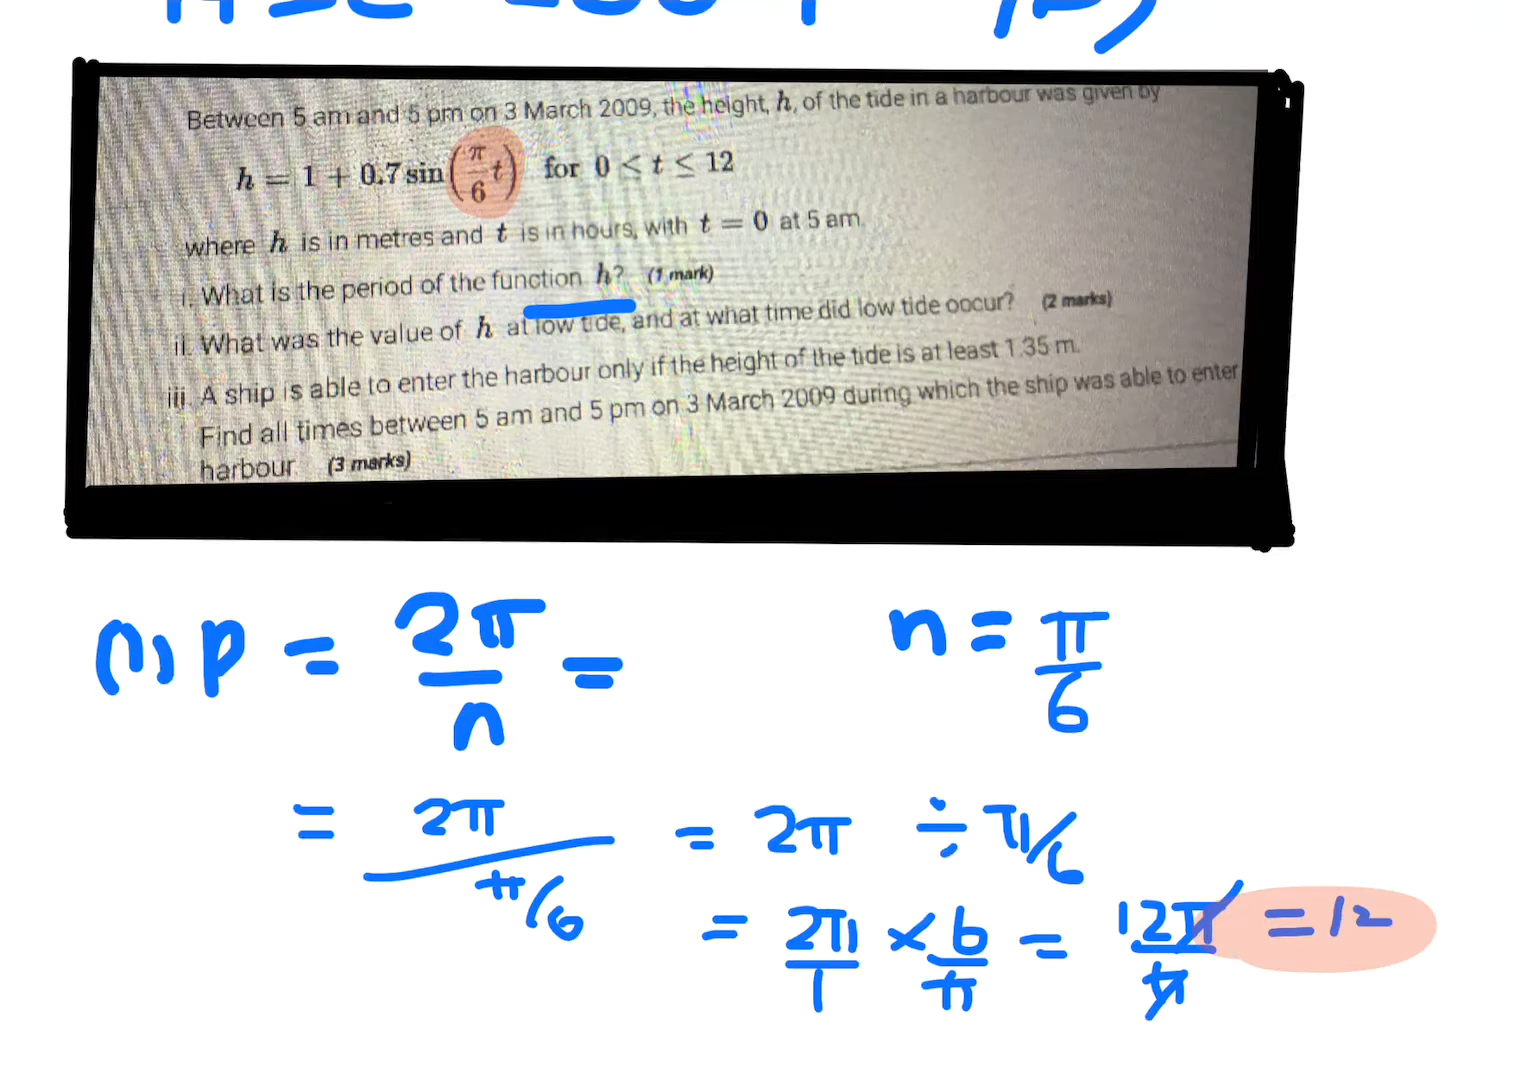 Between 5 am and 5 pm on 3 March 2009, the height, h, of the tide in a harbour was given by
h = 1 + 0.7 sin(π/6 t) for 0 < t ≤ 12
where h is in metres and t is in hours, with t = 0 at 5 am.
i. What is the period of the function h? (1 mark)
ii. What was the value of h at low tide, and at what time did low tide occur? (2 marks)
iii. A ship is able to enter the harbour only if the height of the tide is at least 1.35 m.
Find all times between 5 am and 5 pm on 3 March 2009 during which the ship was able to enter
harbour (3 marks)
(i) P = 2π/n = n = π/6
= 2π/π/6 = 2π ÷ π/6
= 2π/1 × 6/π = 12π/π = 12